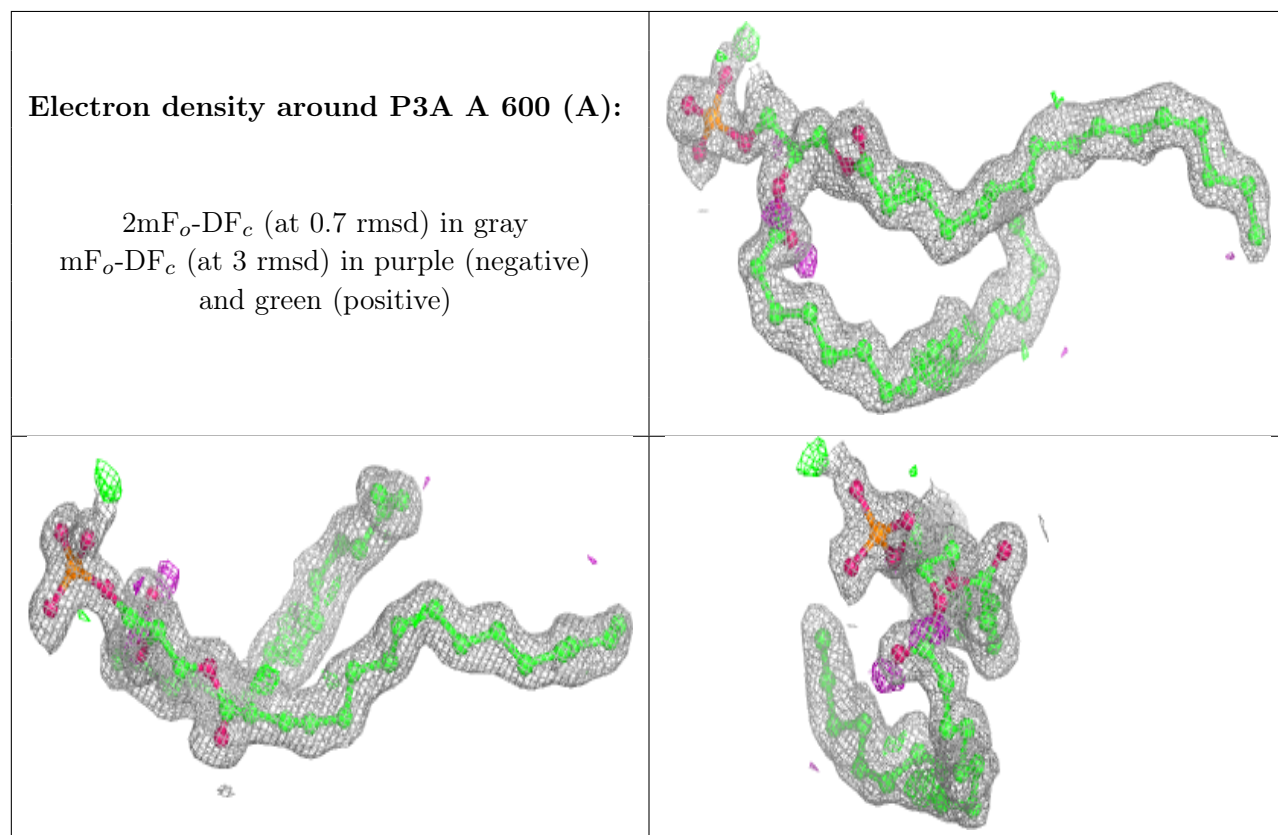 Electron density around P3A A 600 (A):
2mFo-DFc (at 0.7 rmsd) in gray
mFo-DFc (at 3 rmsd) in purple (negative)
and green (positive)